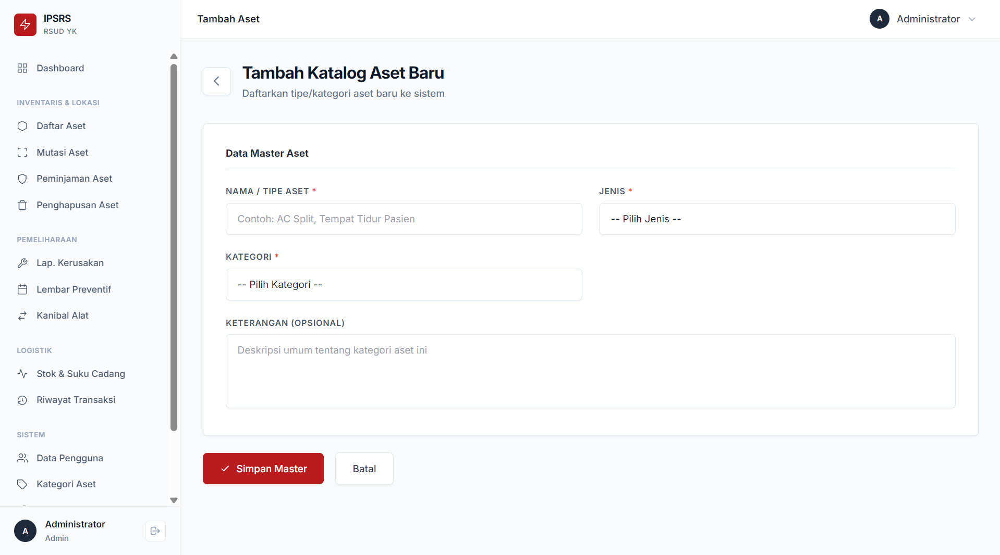 IPSRS
RSUD YK
Dashboard
INVENTARIS & LOKASI
Daftar Aset
Mutasi Aset
Peminjaman Aset
Penghapusan Aset
PEMELIHARAAN
Lap. Kerusakan
Lembar Preventif
Kanibal Alat
LOGISTIK
Stok & Suku Cadang
Riwayat Transaksi
SISTEM
Data Pengguna
Kategori Aset
A
Administrator
Admin
Tambah Aset
A Administrator
Tambah Katalog Aset Baru
Daftarkan tipe/kategori aset baru ke sistem
Data Master Aset
NAMA / TIPE ASET *
Contoh: AC Split, Tempat Tidur Pasien
JENIS *
-- Pilih Jenis --
KATEGORI *
-- Pilih Kategori --
KETERANGAN (OPSIONAL)
Deskripsi umum tentang kategori aset ini
Simpan Master
Batal